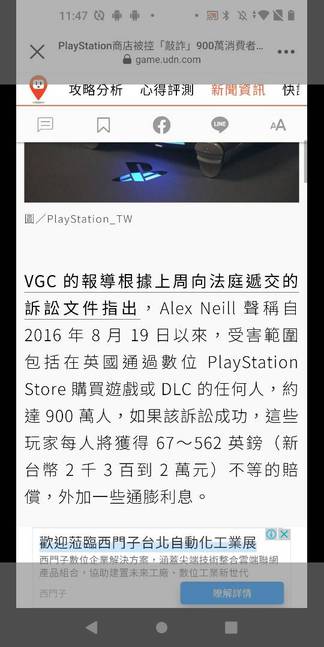 11:47
PlayStation商店被控「敲詐」900萬消費者...
game.udn.com
攻略分析 心得評測 新聞資訊 快
圖／PlayStation_TW
VGC 的報導根據上周向法庭遞交的
訴訟文件指出，Alex Neill 聲稱自
2016 年 8 月 19 日以來，受害範圍
包括在英國通過數位 PlayStation
Store 購買遊戲或 DLC 的任何人，約
達 900 萬人，如果該訴訟成功，這些
玩家每人將獲得 67～562 英鎊（新
台幣 2 千 3 百到 2 萬元）不等的賠
償，外加一些通膨利息。
歡迎蒞臨西門子台北自動化工業展
西門子數位企業解決方案，涵蓋尖端技術整合雲端聯網
產品組合，協助建置未來工廠、數位工業新世代
西門子
瞭解詳情